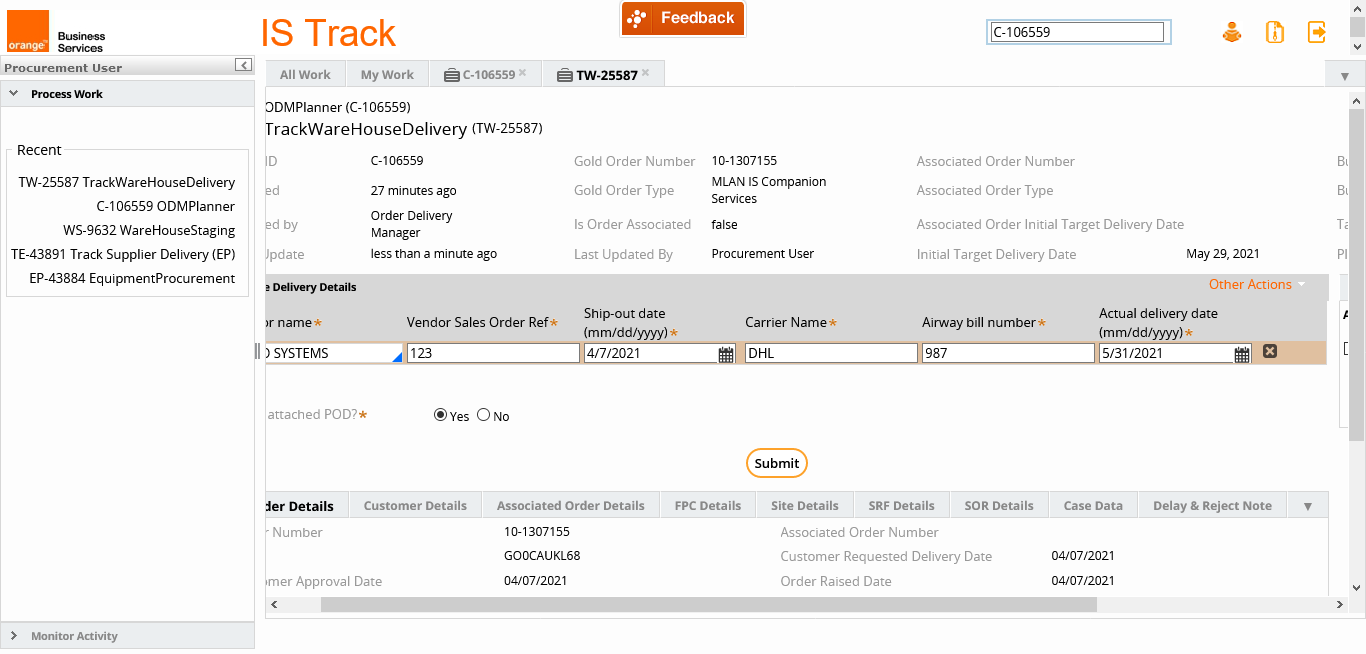 orange™
Business
Services
IS Track
Feedback
C-106559
Procurement User
Process Work
Recent
TW-25587 TrackWareHouseDelivery
C-106559 ODMPlanner
WS-9632 WareHouseStaging
TE-43891 Track Supplier Delivery (EP)
EP-43884 EquipmentProcurement
Monitor Activity
All Work My Work C-106559 TW-25587
ODMPlanner (C-106559)
TrackWareHouseDelivery (TW-25587)
ID C-106559 Gold Order Number 10-1307155 Associated Order Number
ed 27 minutes ago Gold Order Type MLAN IS Companion Services Associated Order Type
ed by Order Delivery Manager Is Order Associated false Associated Order Initial Target Delivery Date
Update less than a minute ago Last Updated By Procurement User Initial Target Delivery Date May 29, 2021
e Delivery Details Other Actions
or name* Vendor Sales Order Ref* Ship-out date (mm/dd/yyyy)* Carrier Name* Airway bill number* Actual delivery date (mm/dd/yyyy)*
SYSTEMS 123 4/7/2021 DHL 987 5/31/2021
attached POD?* Yes No
Submit
der Details Customer Details Associated Order Details FPC Details Site Details SRF Details SOR Details Case Data Delay & Reject Note
r Number 10-1307155 Associated Order Number
GO0CAUKL68 Customer Requested Delivery Date 04/07/2021
mer Approval Date 04/07/2021 Order Raised Date 04/07/2021